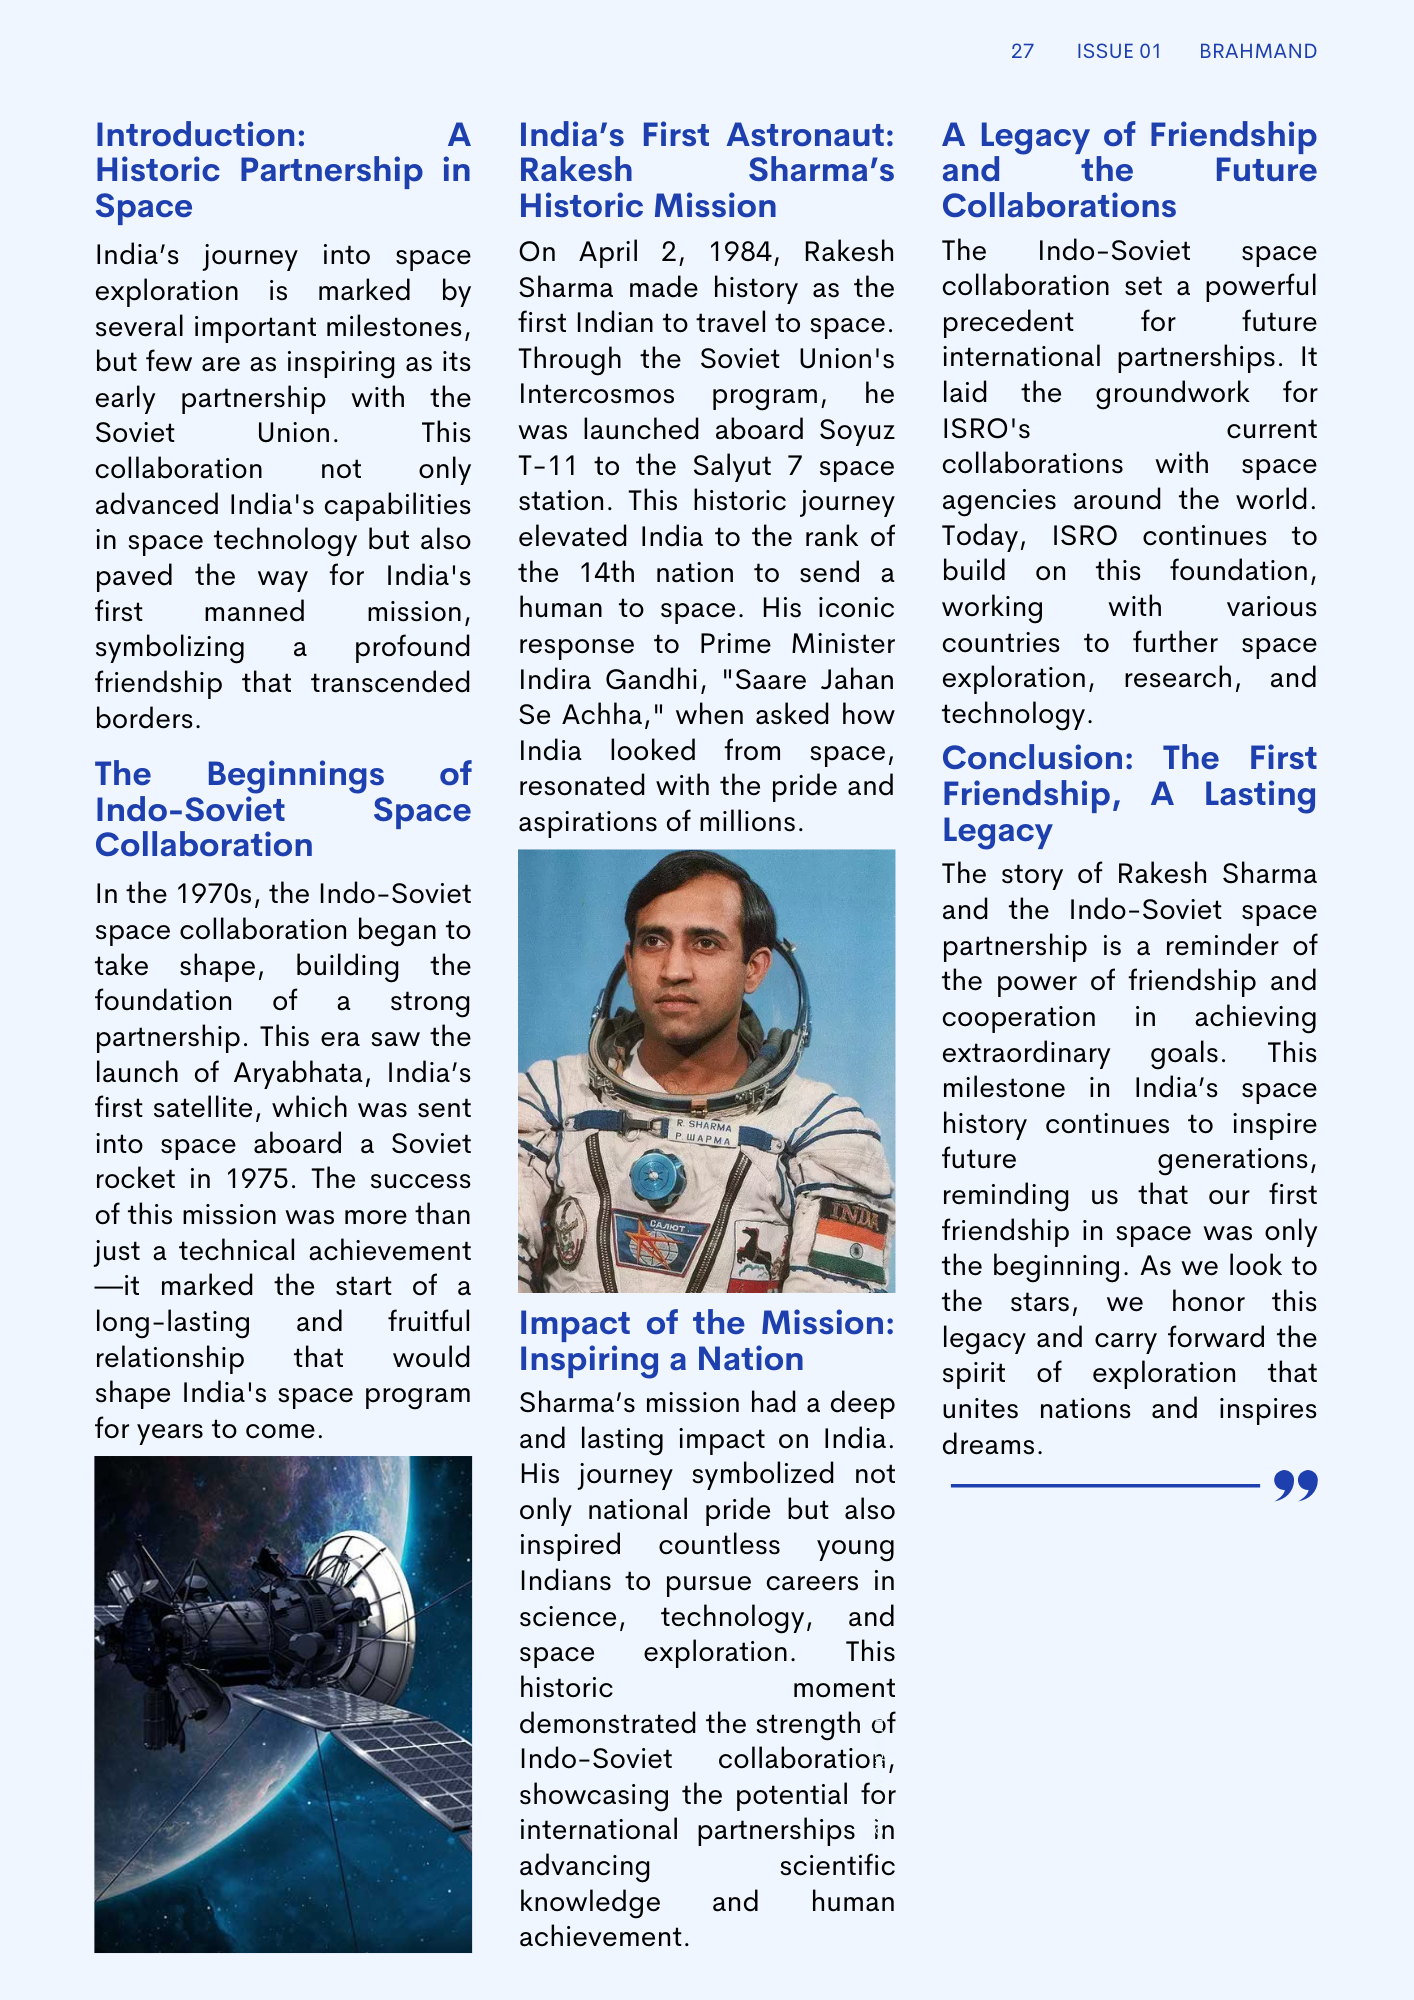 27 ISSUE 01 BRAHMAND
Introduction: A
Historic Partnership in
Space
India’s journey into space
exploration is marked by
several important milestones,
but few are as inspiring as its
early partnership with the
Soviet Union. This
collaboration not only
advanced India's capabilities
in space technology but also
paved the way for India's
first manned mission,
symbolizing a profound
friendship that transcended
borders.
The Beginnings of
Indo-Soviet Space
Collaboration
In the 1970s, the Indo-Soviet
space collaboration began to
take shape, building the
foundation of a strong
partnership. This era saw the
launch of Aryabhata, India’s
first satellite, which was sent
into space aboard a Soviet
rocket in 1975. The success
of this mission was more than
just a technical achievement
—it marked the start of a
long-lasting and fruitful
relationship that would
shape India's space program
for years to come.
India’s First Astronaut:
Rakesh Sharma’s
Historic Mission
On April 2, 1984, Rakesh
Sharma made history as the
first Indian to travel to space.
Through the Soviet Union's
Intercosmos program, he
was launched aboard Soyuz
T-11 to the Salyut 7 space
station. This historic journey
elevated India to the rank of
the 14th nation to send a
human to space. His iconic
response to Prime Minister
Indira Gandhi, "Saare Jahan
Se Achha," when asked how
India looked from space,
resonated with the pride and
aspirations of millions.
R. SHARMA
Р. ШАРМА
САЛЮТ
INDIA
Impact of the Mission:
Inspiring a Nation
Sharma’s mission had a deep
and lasting impact on India.
His journey symbolized not
only national pride but also
inspired countless young
Indians to pursue careers in
science, technology, and
space exploration. This
historic moment
demonstrated the strength of
Indo-Soviet collaboration,
showcasing the potential for
international partnerships in
advancing scientific
knowledge and human
achievement.
A Legacy of Friendship
and the Future
Collaborations
The Indo-Soviet space
collaboration set a powerful
precedent for future
international partnerships. It
laid the groundwork for
ISRO's current
collaborations with space
agencies around the world.
Today, ISRO continues to
build on this foundation,
working with various
countries to further space
exploration, research, and
technology.
Conclusion: The First
Friendship, A Lasting
Legacy
The story of Rakesh Sharma
and the Indo-Soviet space
partnership is a reminder of
the power of friendship and
cooperation in achieving
extraordinary goals. This
milestone in India’s space
history continues to inspire
future generations,
reminding us that our first
friendship in space was only
the beginning. As we look to
the stars, we honor this
legacy and carry forward the
spirit of exploration that
unites nations and inspires
dreams.
”